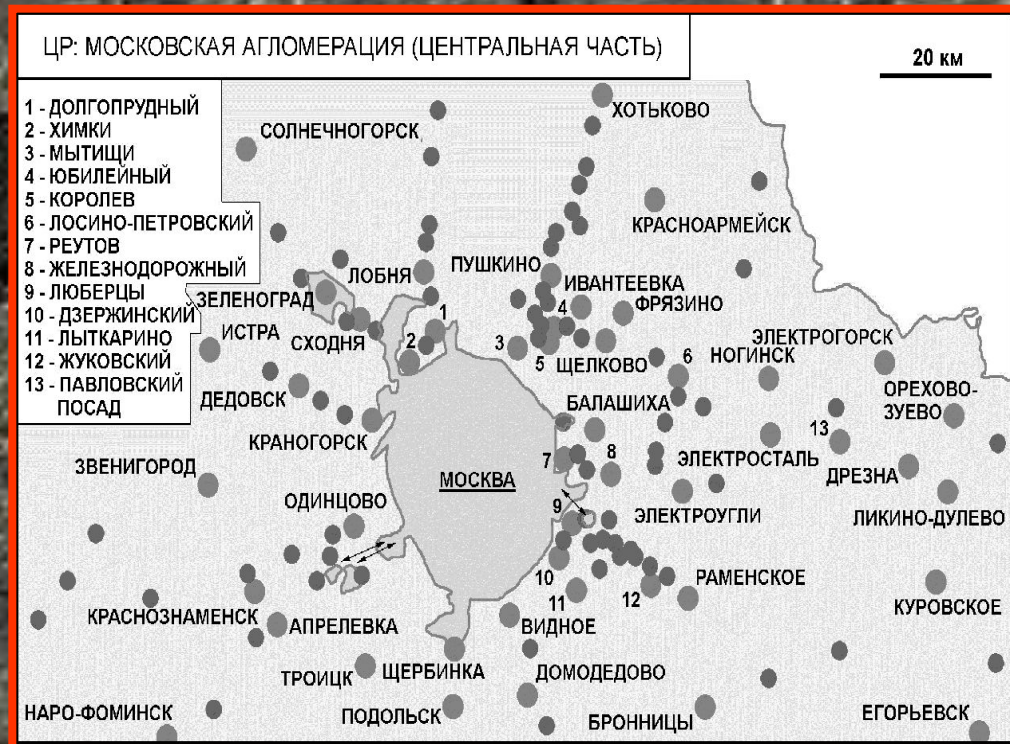 ЦР: МОСКОВСКАЯ АГЛОМЕРАЦИЯ (ЦЕНТРАЛЬНАЯ ЧАСТЬ)
20 км
1 - ДОЛГОПРУДНЫЙ
2 - ХИМКИ
3 - МЫТИЩИ
4 - ЮБИЛЕЙНЫЙ
5 - КОРОЛЕВ
6 - ЛОСИНО-ПЕТРОВСКИЙ
7 - РЕУТОВ
8 - ЖЕЛЕЗНОДОРОЖНЫЙ
9 - ЛЮБЕРЦЫ
10 - ДЗЕРЖИНСКИЙ
11 - ЛЫТКАРИНО
12 - ЖУКОВСКИЙ
13 - ПАВЛОВСКИЙ
ПОСАД
ХОТЬКОВО
СОЛНЕЧНОГОРСК
КРАСНОАРМЕЙСК
ЛОБНЯ
ПУШКИНО
ИВАНТЕЕВКА
ЗЕЛЕНОГРАД
ФРЯЗИНО
1
4
ИСТРА
СХОДНЯ
2
3
5
ЩЕЛКОВО
6
НОГИНСК
ЭЛЕКТРОГОРСК
ДЕДОВСК
БАЛАШИХА
ОРЕХОВО-
ЗУЕВО
КРАНОГОРСК
13
ЗВЕНИГОРОД
МОСКВА
7
8
ЭЛЕКТРОСТАЛЬ
ДРЕЗНА
ОДИНЦОВО
9
ЭЛЕКТРОУГЛИ
ЛИКИНО-ДУЛЕВО
10
РАМЕНСКОЕ
11
12
КУРОВСКОЕ
КРАСНОЗНАМЕНСК
АПРЕЛЕВКА
ВИДНОЕ
ТРОИЦК
ЩЕРБИНКА
ДОМОДЕДОВО
НАРО-ФОМИНСК
ПОДОЛЬСК
БРОННИЦЫ
ЕГОРЬЕВСК